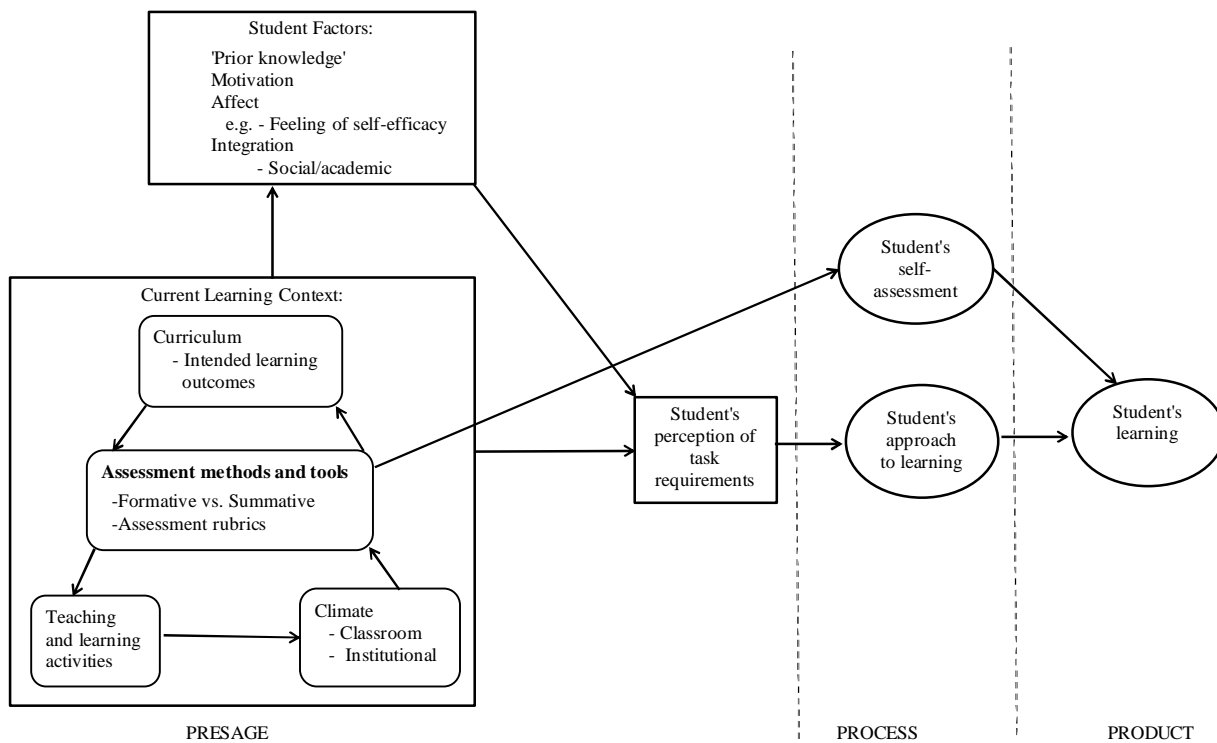 Student Factors:
'Prior knowledge'
Motivation
Affect
e.g. - Feeling of self-efficacy
Integration
- Social/academic
Current Learning Context:
Curriculum
- Intended learning
outcomes
Assessment methods and tools
-Formative vs. Summative
-Assessment rubrics
Teaching
and learning
activities
Climate
- Classroom
- Institutional
Student's
perception of
task
requirements
Student's
self-
assessment
Student's
approach
to learning
Student's
learning
PRESAGE
PROCESS
PRODUCT